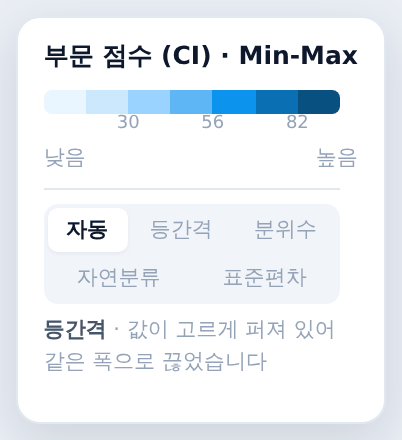 부문 점수 (CI) · Min-Max
30 56 82
낮음 높음
자동 등간격 분위수
자연분류 표준편차
등간격 · 값이 고르게 퍼져 있어
같은 폭으로 끊었습니다